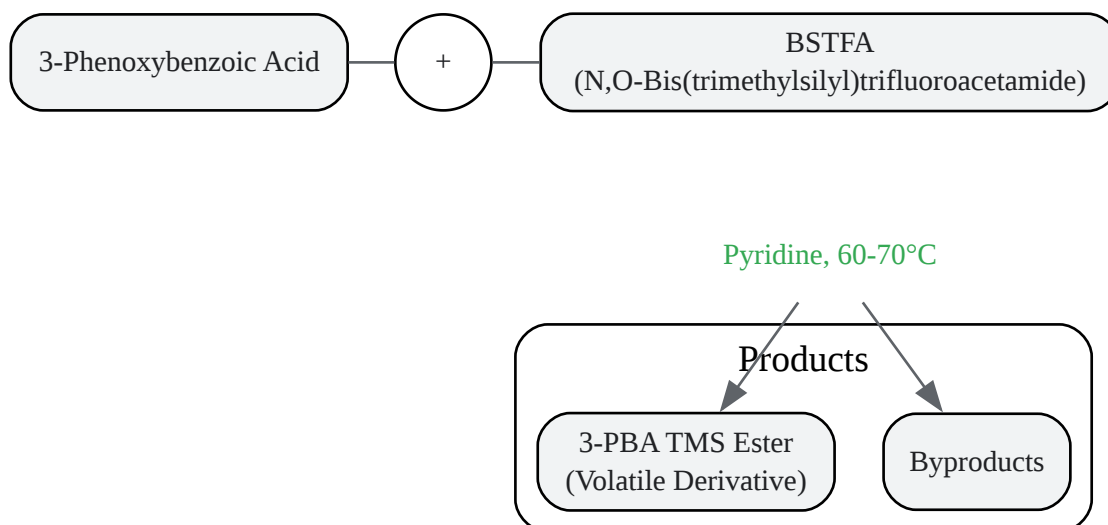 3-Phenoxybenzoic Acid
+
BSTFA
(N,O-Bis(trimethylsilyl)trifluoroacetamide)
Pyridine, 60-70°C
Products
3-PBA TMS Ester
(Volatile Derivative)
Byproducts